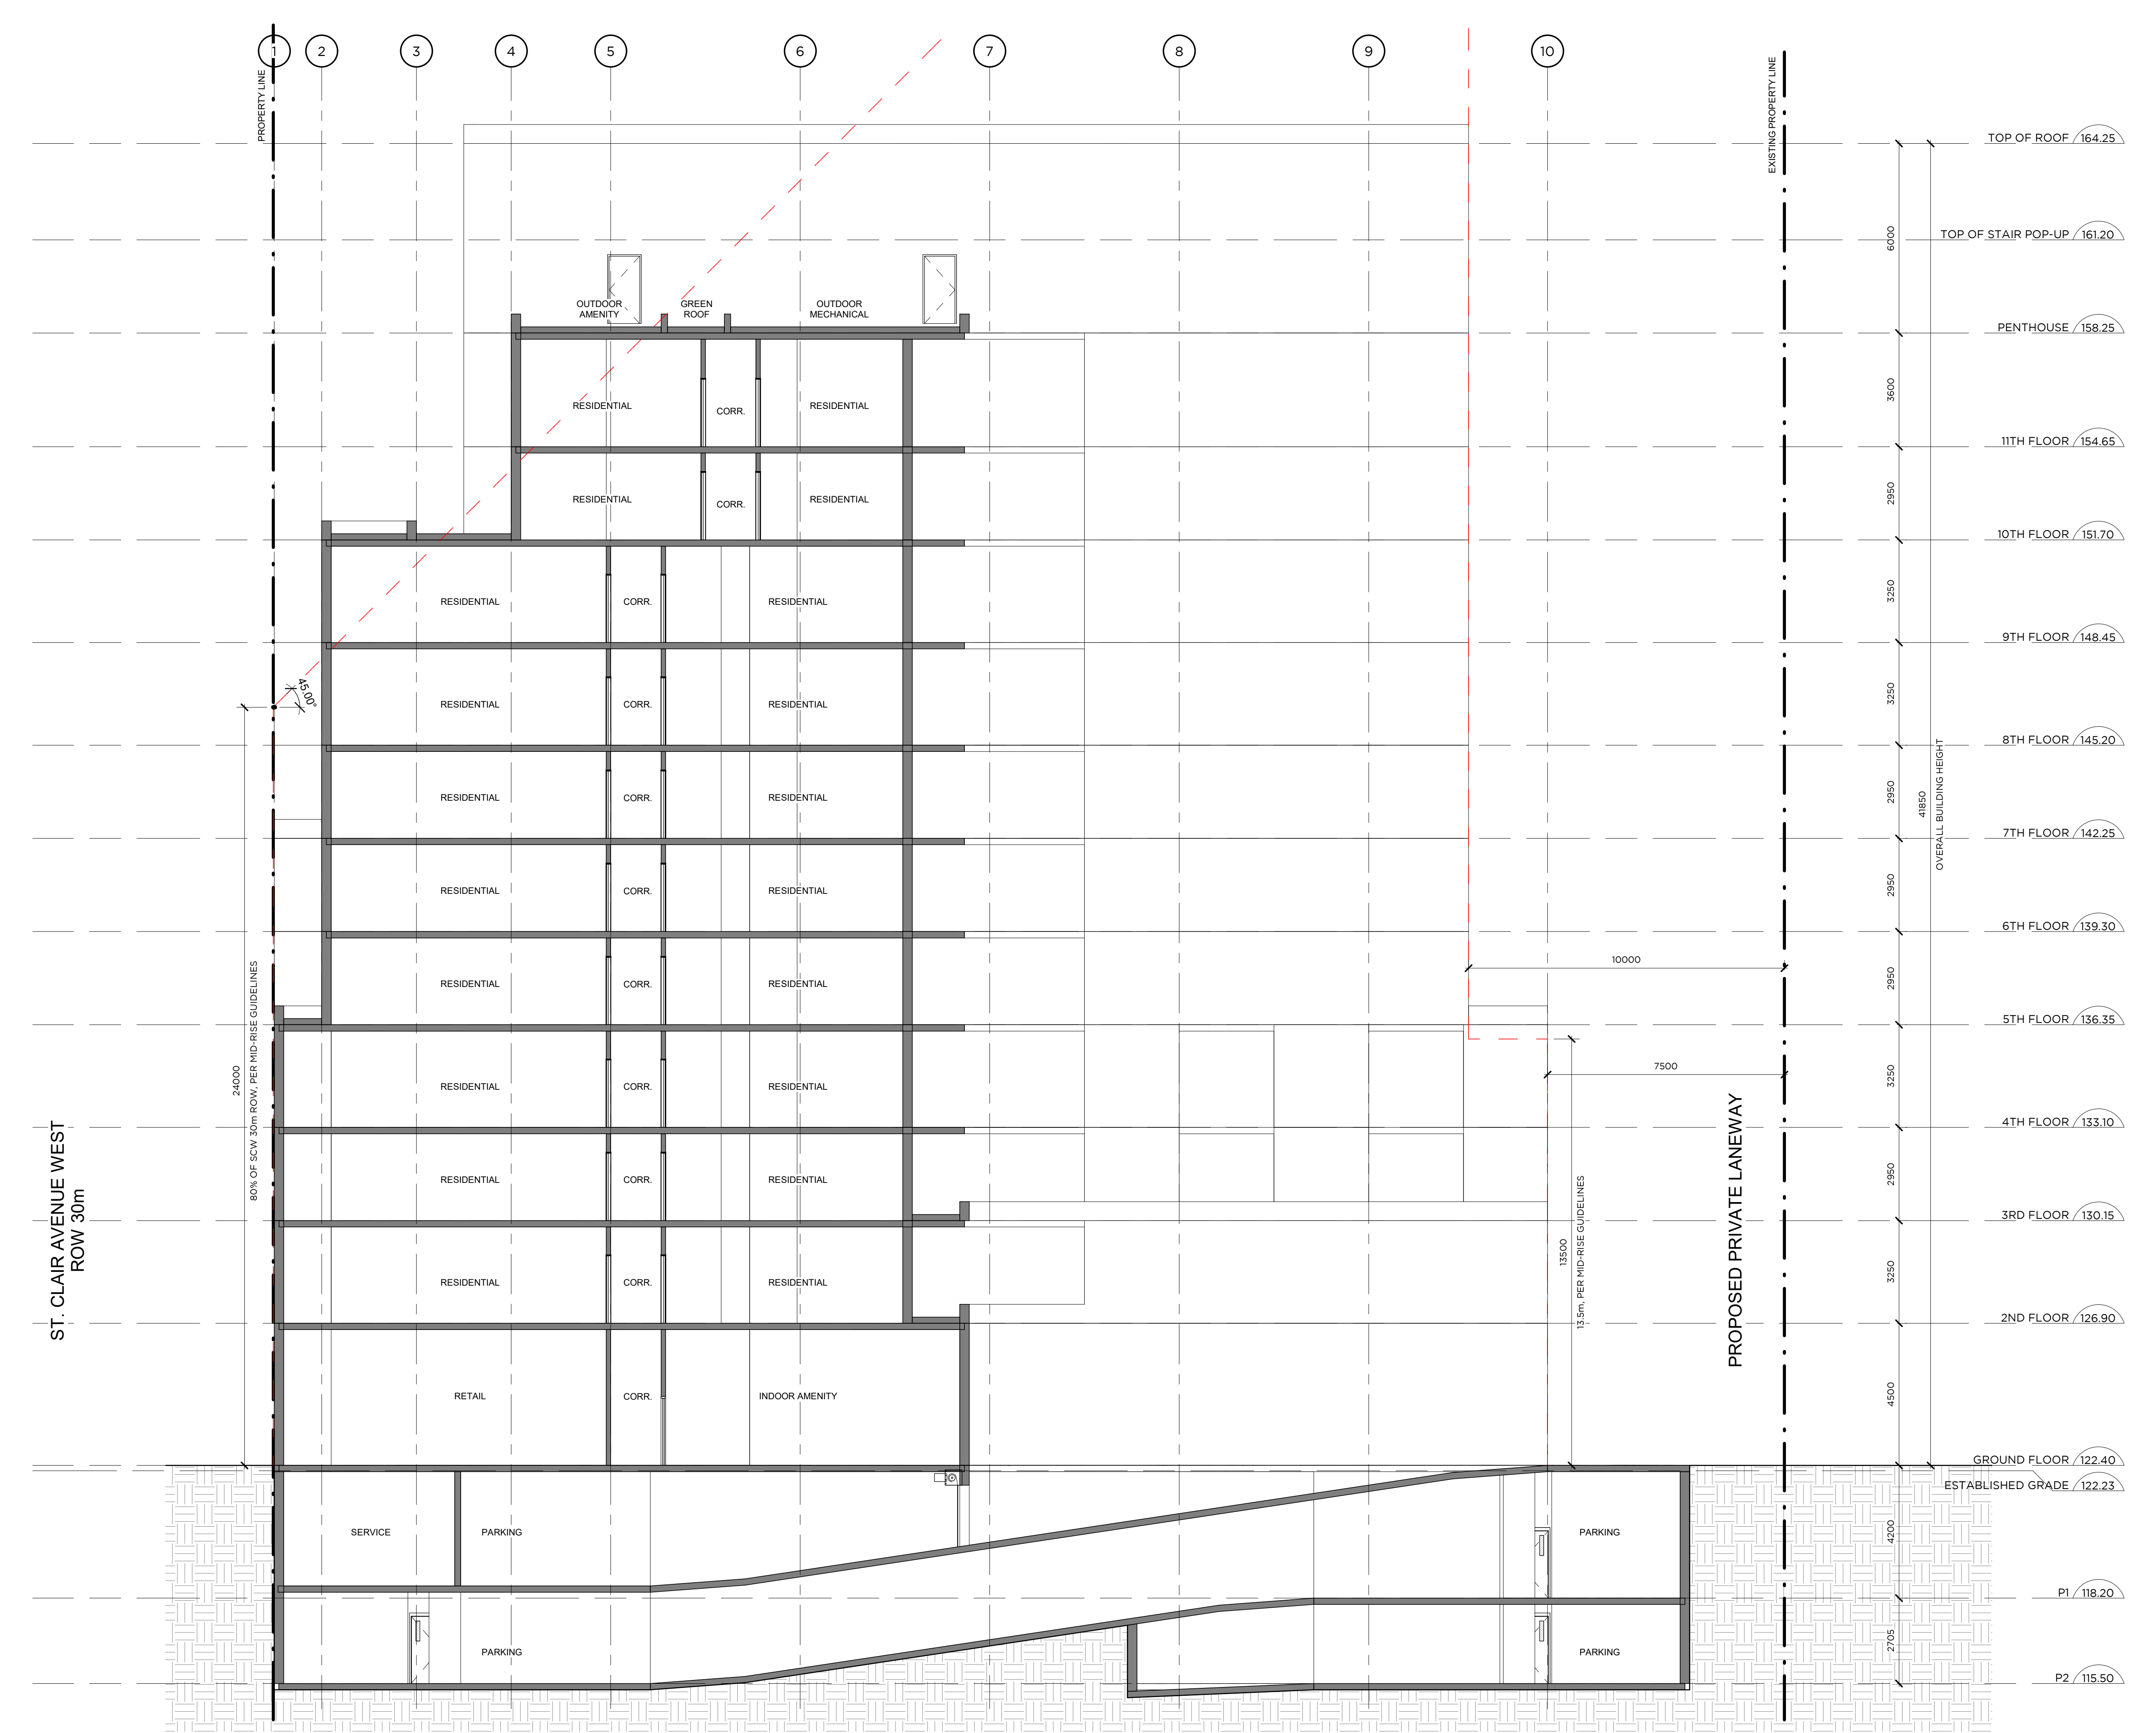 1
2
3
4
5
6
7
8
9
10
PROPERTY LINE
EXISTING PROPERTY LINE
TOP OF ROOF 164.25
6000
TOP OF STAIR POP-UP 161.20
OUTDOOR
AMENITY
GREEN
ROOF
OUTDOOR
MECHANICAL
PENTHOUSE 158.25
3600
RESIDENTIAL
CORR.
RESIDENTIAL
11TH FLOOR 154.65
2950
RESIDENTIAL
CORR.
RESIDENTIAL
10TH FLOOR 151.70
3250
RESIDENTIAL
CORR.
RESIDENTIAL
9TH FLOOR 148.45
3250
45.00°
RESIDENTIAL
CORR.
RESIDENTIAL
8TH FLOOR 145.20
2950
RESIDENTIAL
CORR.
RESIDENTIAL
41850
OVERALL BUILDING HEIGHT
7TH FLOOR 142.25
2950
RESIDENTIAL
CORR.
RESIDENTIAL
6TH FLOOR 139.30
2950
10000
RESIDENTIAL
CORR.
RESIDENTIAL
5TH FLOOR 136.35
3250
24000
80% OF SCW 30m ROW, PER MID-RISE GUIDELINES
7500
RESIDENTIAL
CORR.
RESIDENTIAL
4TH FLOOR 133.10
2950
RESIDENTIAL
CORR.
RESIDENTIAL
3RD FLOOR 130.15
3250
ST. CLAIR AVENUE WEST
ROW 30m
13500
13.5m, PER MID-RISE GUIDELINES
PROPOSED PRIVATE LANEWAY
RESIDENTIAL
CORR.
RESIDENTIAL
2ND FLOOR 126.90
4500
RETAIL
CORR.
INDOOR AMENITY
GROUND FLOOR 122.40
ESTABLISHED GRADE 122.23
4200
SERVICE
PARKING
PARKING
P1 118.20
2705
PARKING
PARKING
P2 115.50